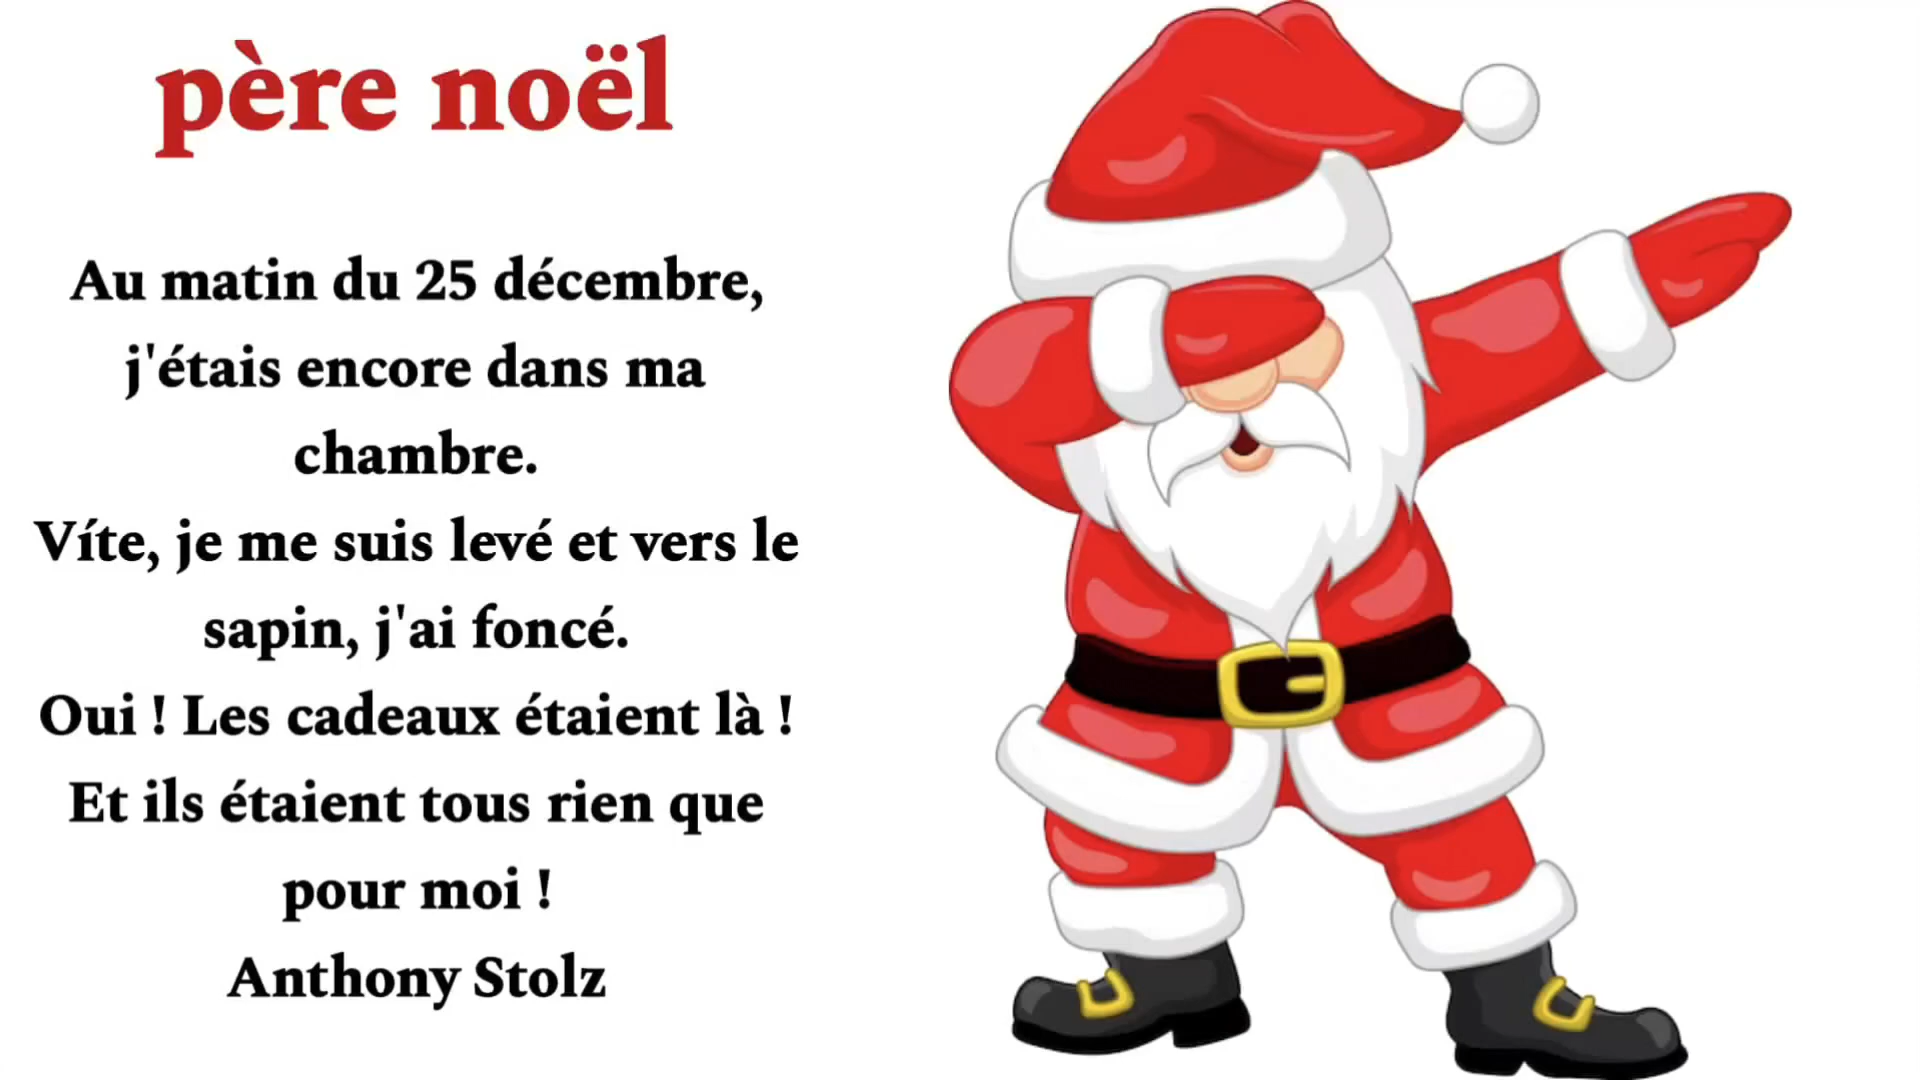 père noël
Au matin du 25 décembre,
j'étais encore dans ma
chambre.
Víte, je me suis levé et vers le
sapin, j'ai foncé.
Oui ! Les cadeaux étaient là !
Et ils étaient tous rien que
pour moi !
Anthony Stolz